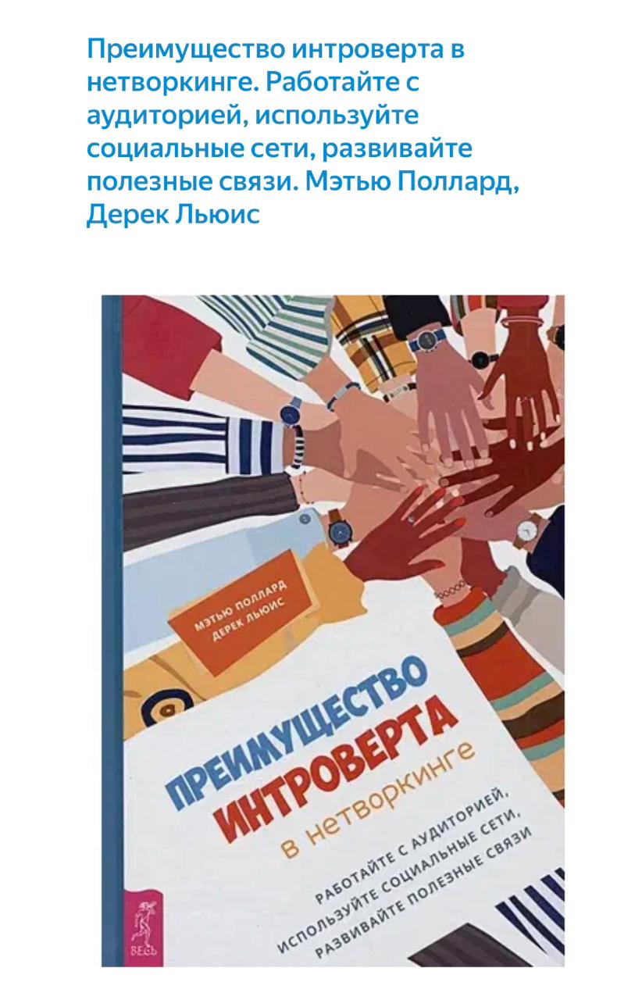 Преимущество интроверта в
нетворкинге. Работайте с
аудиторией, используйте
социальные сети, развивайте
полезные связи. Мэтью Поллард,
Дерек Льюис
МЭТЬЮ ПОЛЛАРД
ДЕРЕК ЛЬЮИС
ПРЕИМУЩЕСТВО
ИНТРОВЕРТА
в нетворкинге
РАБОТАЙТЕ С АУДИТОРИЕЙ,
ИСПОЛЬЗУЙТЕ СОЦИАЛЬНЫЕ СЕТИ,
РАЗВИВАЙТЕ ПОЛЕЗНЫЕ СВЯЗИ
ВЕСЬ